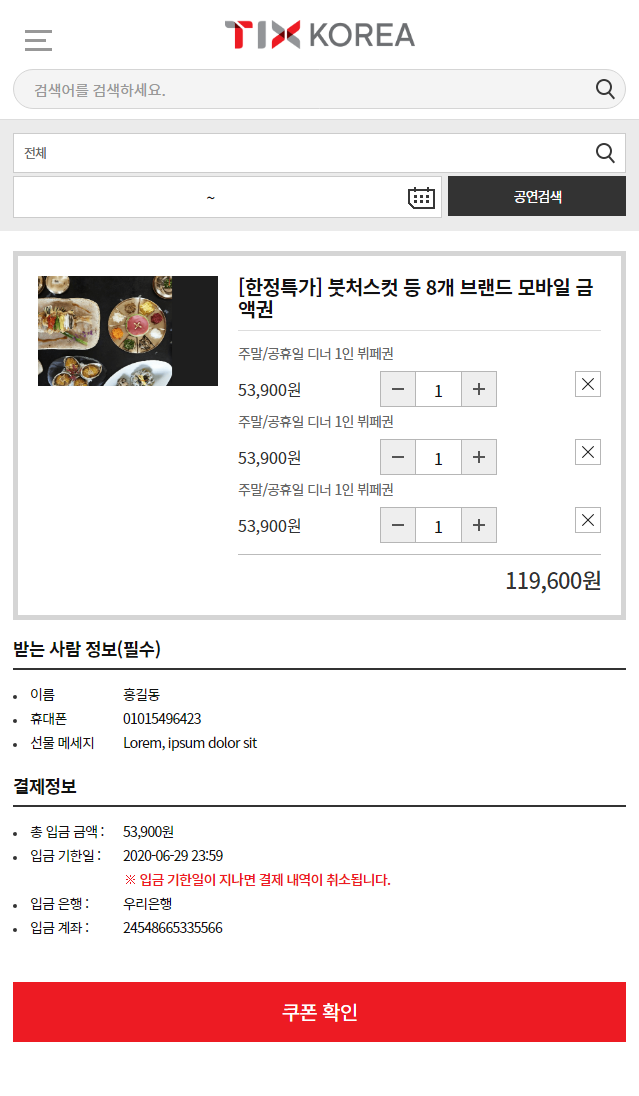 TIX KOREA
검색어를 검색하세요.
전체
~
공연검색
[한정특가] 붓처스컷 등 8개 브랜드 모바일 금
액권
주말/공휴일 디너 1인 뷔페권
53,900원
1
주말/공휴일 디너 1인 뷔페권
53,900원
1
주말/공휴일 디너 1인 뷔페권
53,900원
1
119,600원
받는 사람 정보(필수)
이름 홍길동
휴대폰 01015496423
선물 메세지 Lorem, ipsum dolor sit
결제정보
총 입금 금액 : 53,900원
입금 기한일 : 2020-06-29 23:59
※ 입금 기한일이 지나면 결제 내역이 취소됩니다.
입금 은행 : 우리은행
입금 계좌 : 24548665335566
쿠폰 확인